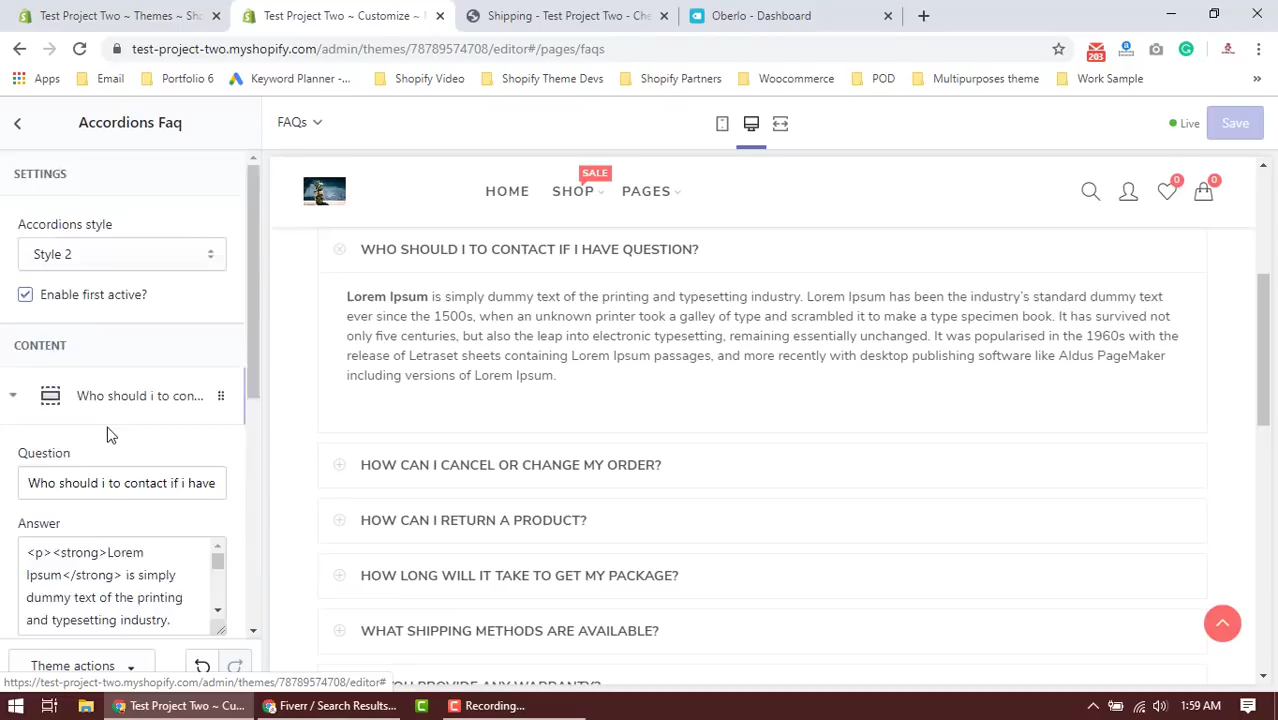 Test Project Two ~ Themes ~ Sho
Test Project Two ~ Customize ~
Shipping - Test Project Two - Che
Oberlo - Dashboard
test-project-two.myshopify.com/admin/themes/78789574708/editor#/pages/faqs
203
Apps
Email
Portfolio 6
Keyword Planner -...
Shopify Video
Shopify Theme Devs
Shopify Partners
Woocommerce
POD
Multipurposes theme
Work Sample
»
Accordions Faq
FAQs
Live
Save
SETTINGS
Accordions style
Style 2
Enable first active?
CONTENT
Who should i to con...
Question
Who should i to contact if i have
Answer
<p><strong>Lorem
Ipsum</strong> is simply
dummy text of the printing
and typesetting industry.
Theme actions
SALE
HOME
SHOP
PAGES
0
0
WHO SHOULD I TO CONTACT IF I HAVE QUESTION?
Lorem Ipsum is simply dummy text of the printing and typesetting industry. Lorem Ipsum has been the industry's standard dummy text
ever since the 1500s, when an unknown printer took a galley of type and scrambled it to make a type specimen book. It has survived not
only five centuries, but also the leap into electronic typesetting, remaining essentially unchanged. It was popularised in the 1960s with the
release of Letraset sheets containing Lorem Ipsum passages, and more recently with desktop publishing software like Aldus PageMaker
including versions of Lorem Ipsum.
HOW CAN I CANCEL OR CHANGE MY ORDER?
HOW CAN I RETURN A PRODUCT?
HOW LONG WILL IT TAKE TO GET MY PACKAGE?
WHAT SHIPPING METHODS ARE AVAILABLE?
YOU PROVIDE ANY WARRANTY?
https://test-project-two.myshopify.com/admin/themes/78789574708/editor#
Test Project Two ~ Cu...
Fiverr / Search Results...
Recording...
1:59 AM